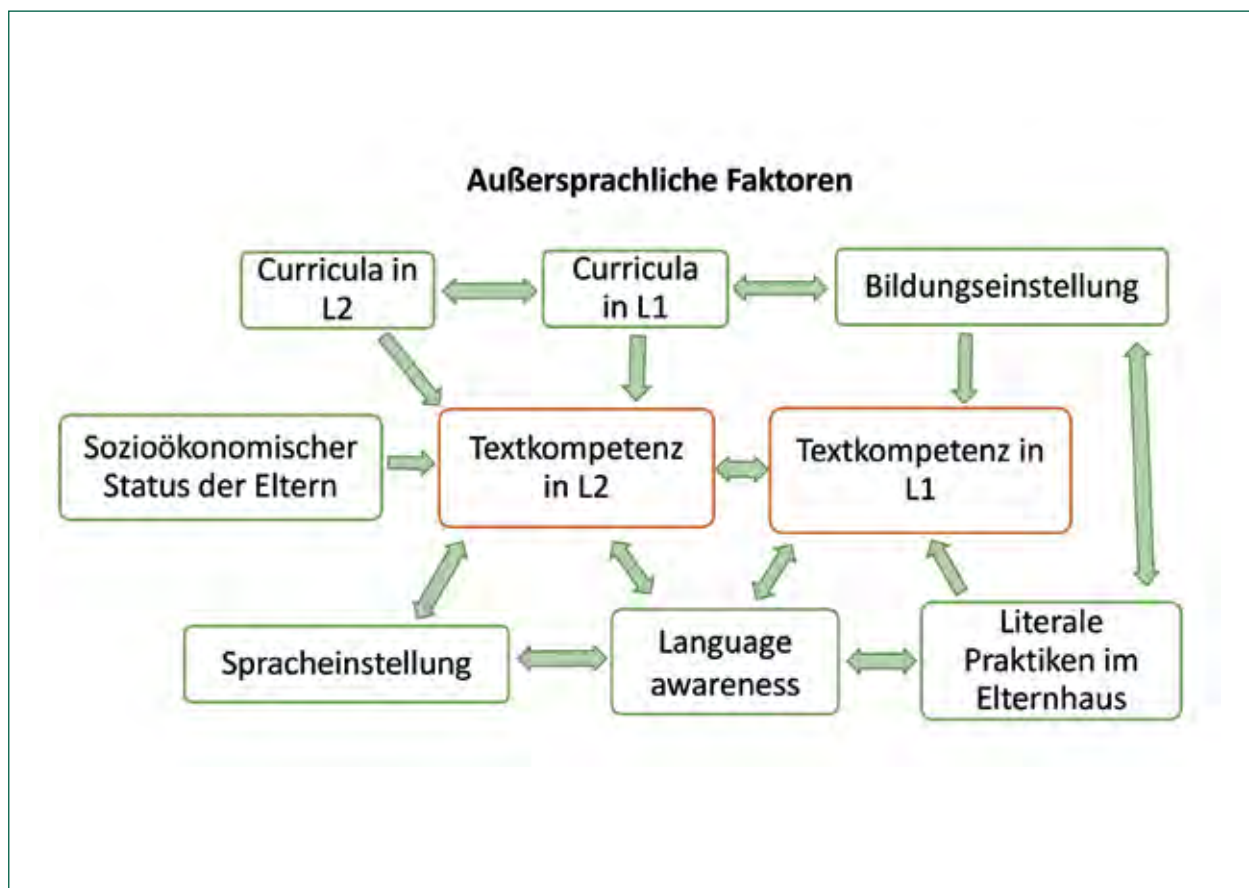 Außersprachliche Faktoren
Curricula in
L2
Curricula
in L1
Bildungseinstellung
Sozioökonomischer
Status der Eltern
Textkompetenz
in L2
Textkompetenz in
L1
Spracheinstellung
Language
awareness
Literale
Praktiken im
Elternhaus